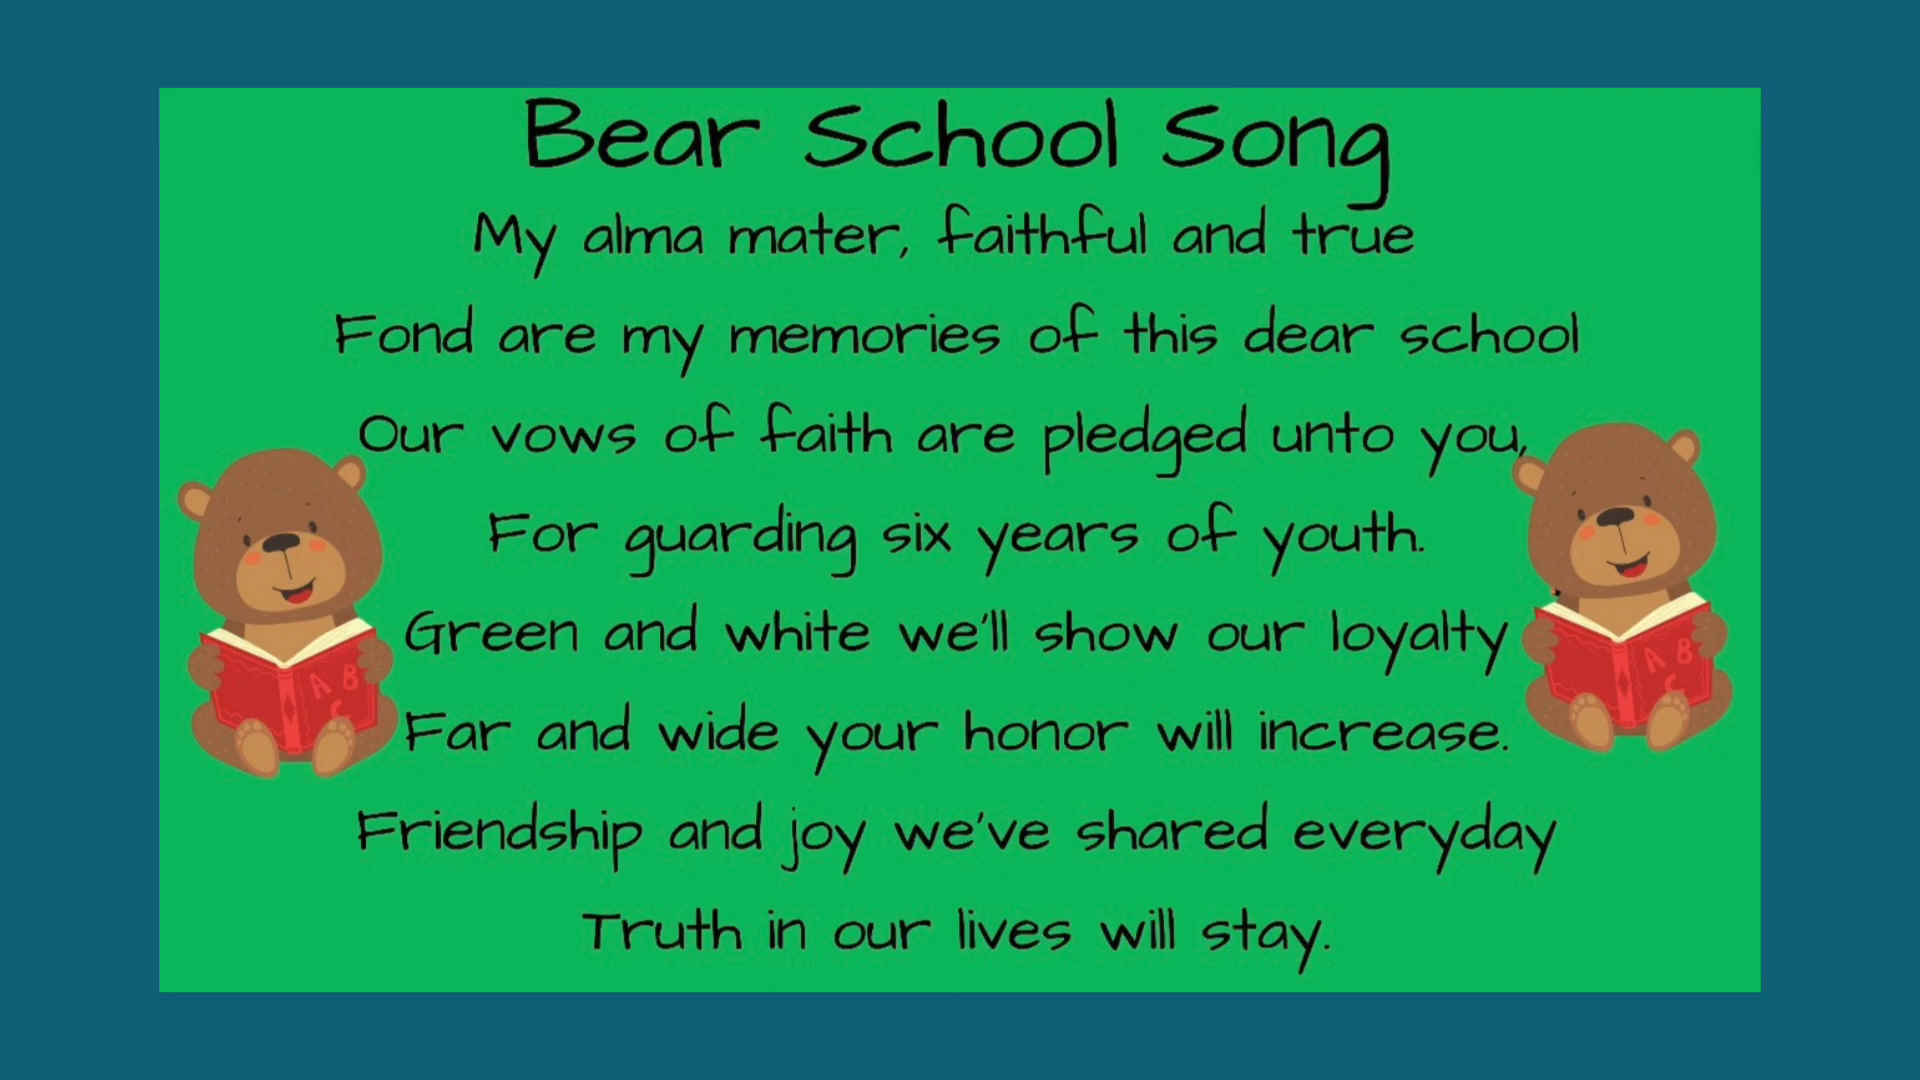 Bear School Song
My alma mater, faithful and true
Fond are my memories of this dear school
Our vows of faith are pledged unto you,
For guarding six years of youth.
Green and white we'll show our loyalty
Far and wide your honor will increase.
Friendship and joy we've shared everyday
Truth in our lives will stay.
A B
C
A B
C